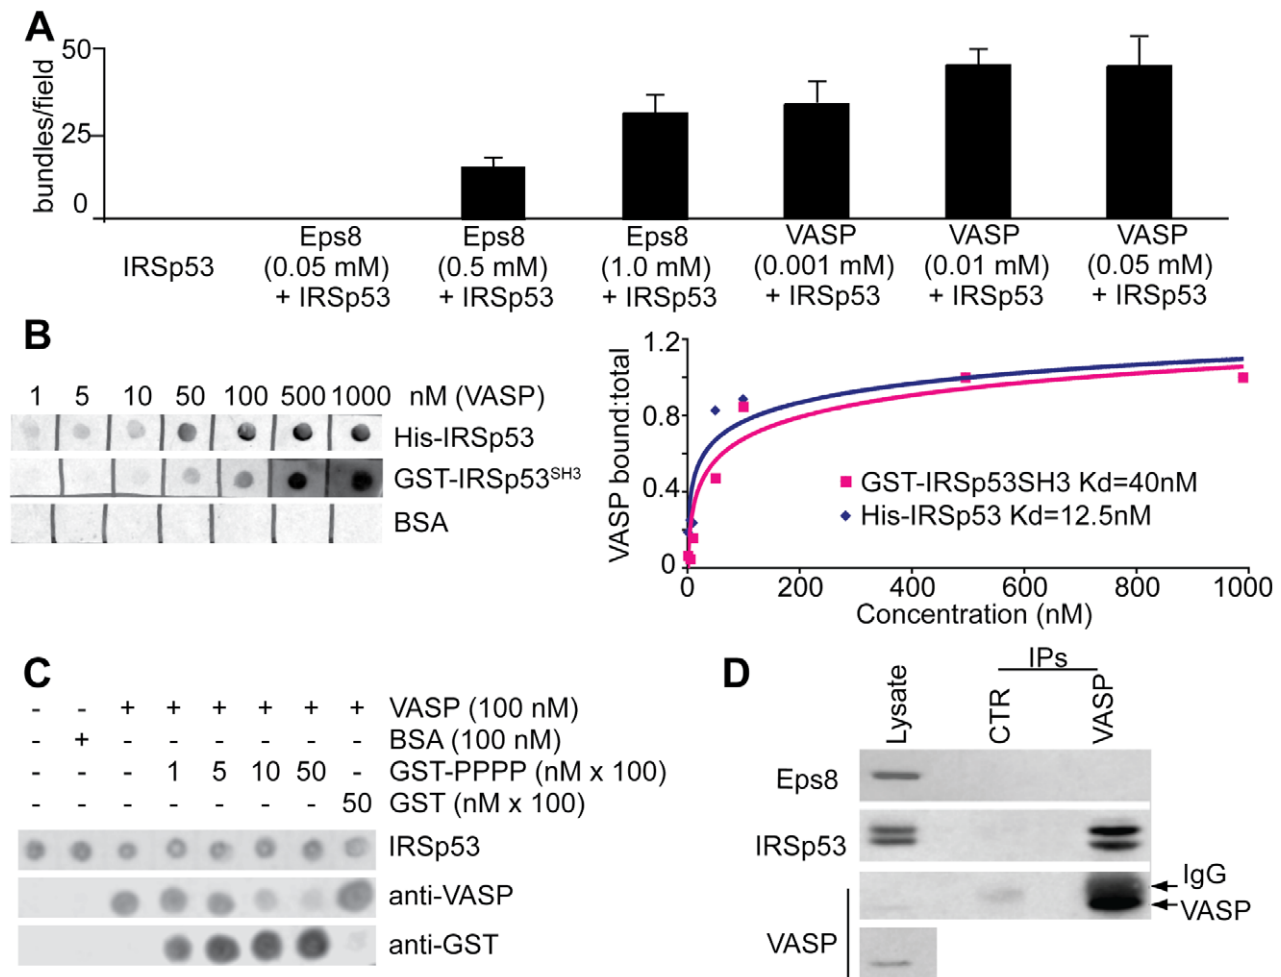 A
bundles/field
50
25
0
IRSp53
Eps8 (0.05 mM) + IRSp53
Eps8 (0.5 mM) + IRSp53
Eps8 (1.0 mM) + IRSp53
VASP (0.001 mM) + IRSp53
VASP (0.01 mM) + IRSp53
VASP (0.05 mM) + IRSp53
B
1 5 10 50 100 500 1000 nM (VASP)
His-IRSp53
GST-IRSp53SH3
BSA
VASP bound:total
1.2
0.8
0.4
0
0 200 400 600 800 1000
Concentration (nM)
GST-IRSp53SH3 Kd=40nM
His-IRSp53 Kd=12.5nM
C
- - + + + + + + VASP (100 nM)
- + - - - - - - BSA (100 nM)
- - - 1 5 10 50 - GST-PPPP (nM x 100)
- - - - - - - 50 GST (nM x 100)
IRSp53
anti-VASP
anti-GST
D
IPs
Lysate
CTR
VASP
Eps8
IRSp53
IgG
VASP
VASP